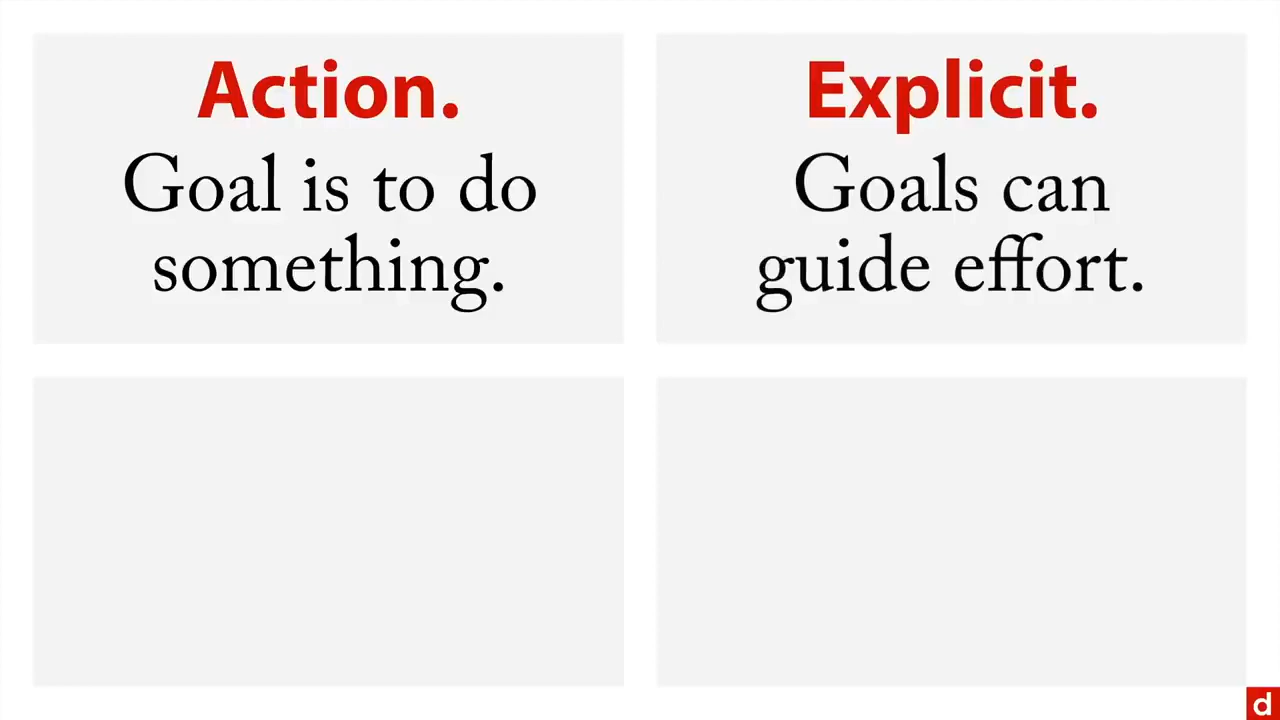 Action.
Goal is to do
something.
Explicit.
Goals can
guide effort.
d